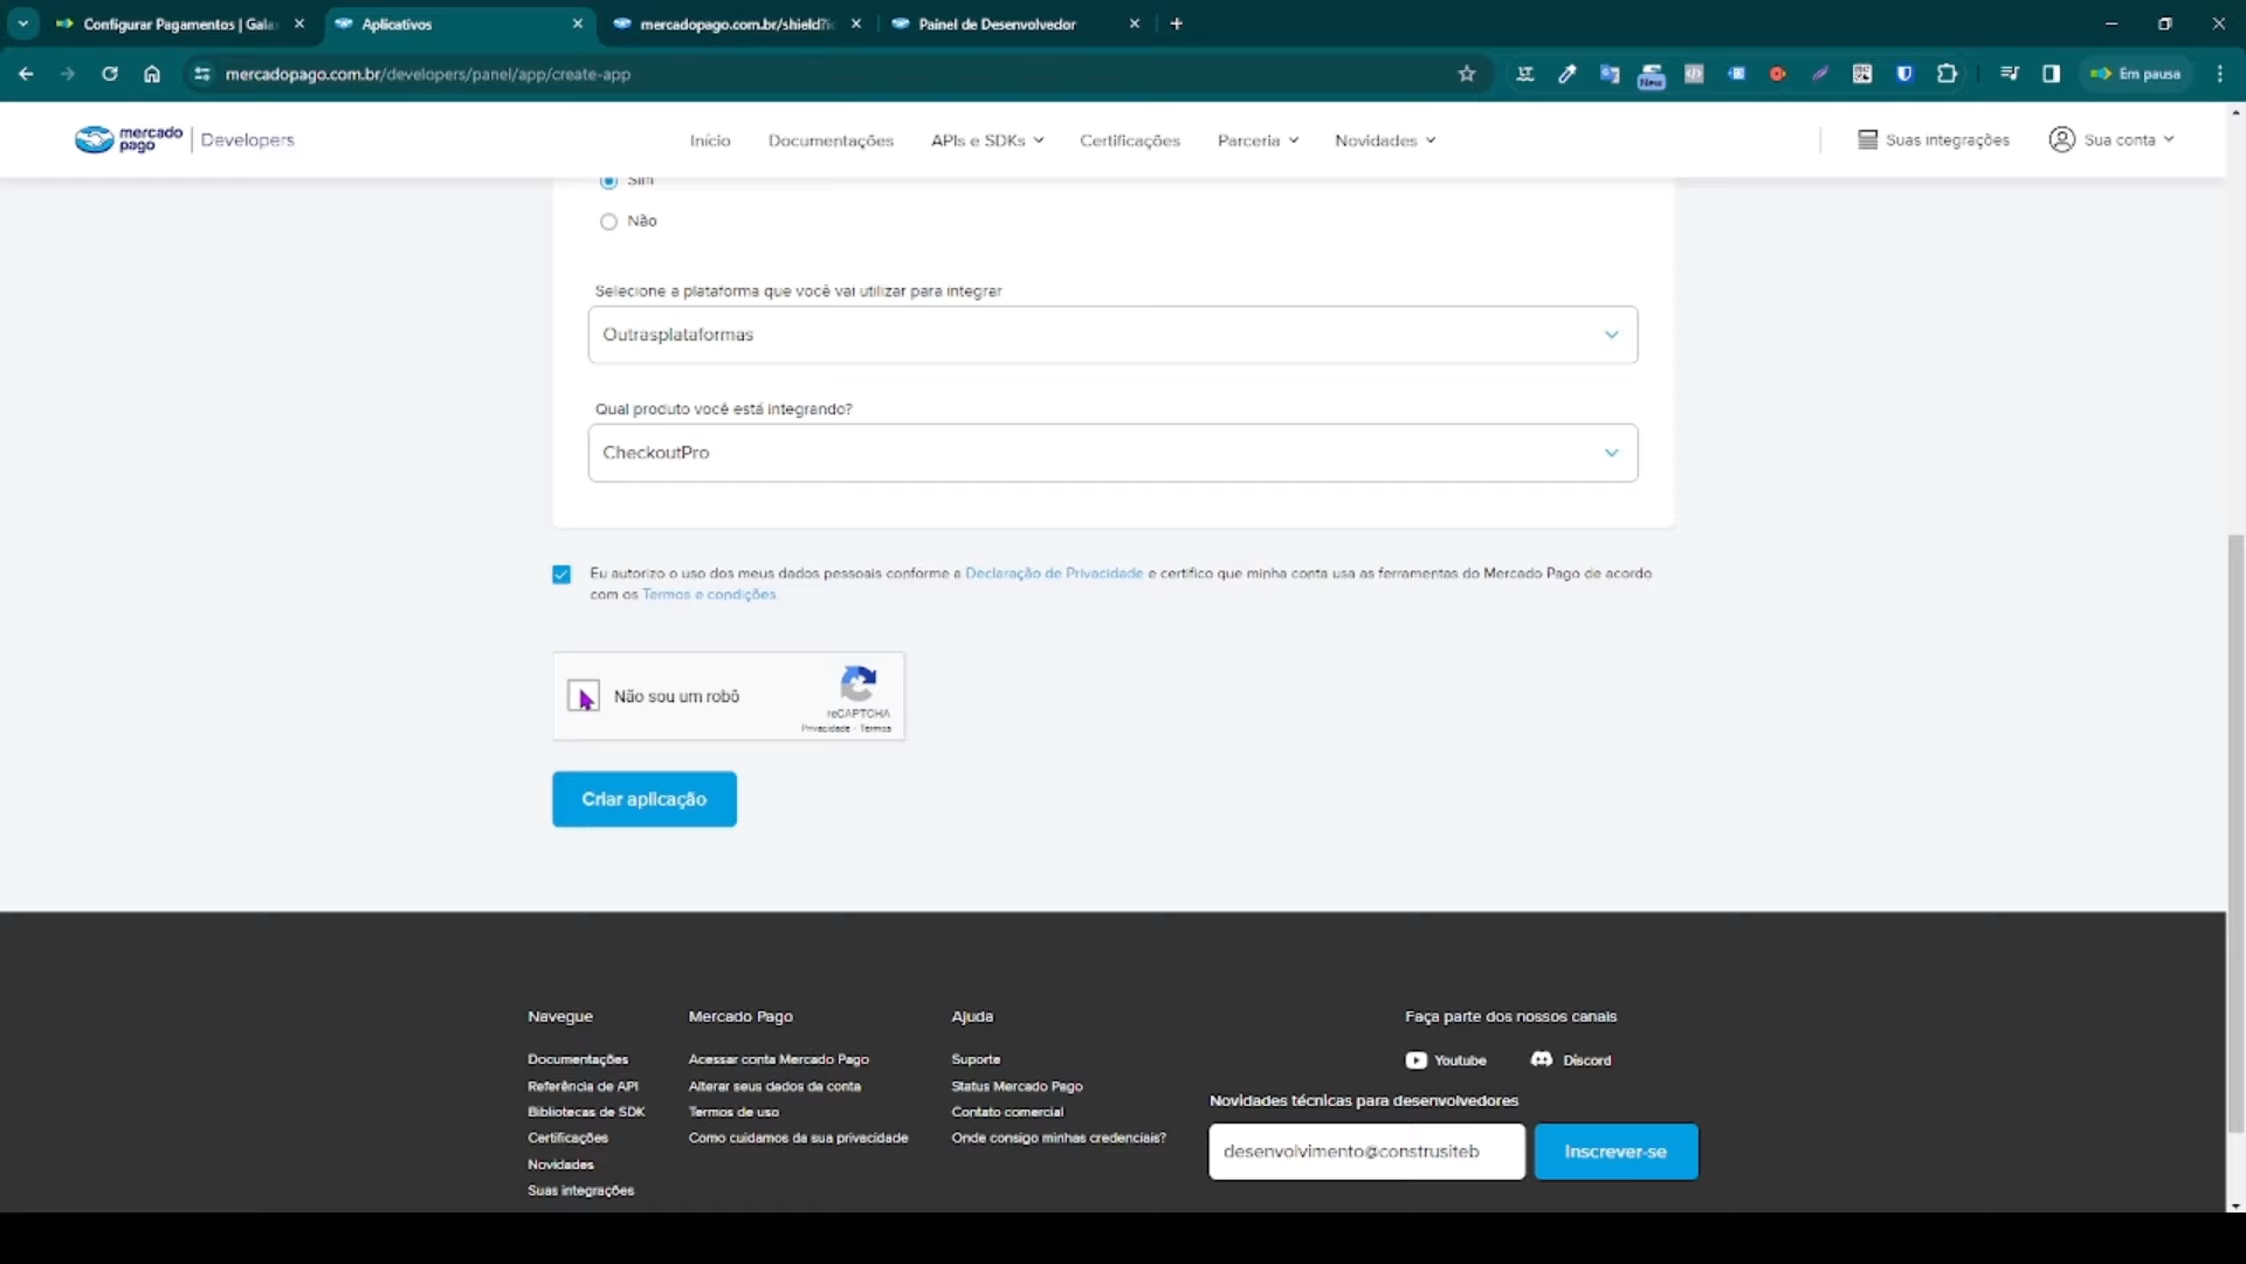 Configurar Pagamentos | Gala
Aplicativos
mercadopago.com.br/shield?i
Painel de Desenvolvedor
mercadopago.com.br/developers/panel/app/create-app
New
Em pausa
mercado pago
Developers
Início
Documentações
APIs e SDKs
Certificações
Parceria
Novidades
Suas integrações
Sua conta
Sim
Não
Selecione a plataforma que você vai utilizar para integrar
Outrasplataformas
Qual produto você está integrando?
CheckoutPro
Eu autorizo o uso dos meus dados pessoais conforme a Declaração de Privacidade e certifico que minha conta usa as ferramentas do Mercado Pago de acordo
com os Termos e condições.
Não sou um robô
reCAPTCHA
Privacidade - Termos
Criar aplicação
Navegue
Documentações
Referência de API
Bibliotecas de SDK
Certificações
Novidades
Suas integrações
Mercado Pago
Acessar conta Mercado Pago
Alterar seus dados da conta
Termos de uso
Como cuidamos da sua privacidade
Ajuda
Suporte
Status Mercado Pago
Contato comercial
Onde consigo minhas credenciais?
Faça parte dos nossos canais
Youtube
Discord
Novidades técnicas para desenvolvedores
desenvolvimento@construsiteb
Inscrever-se